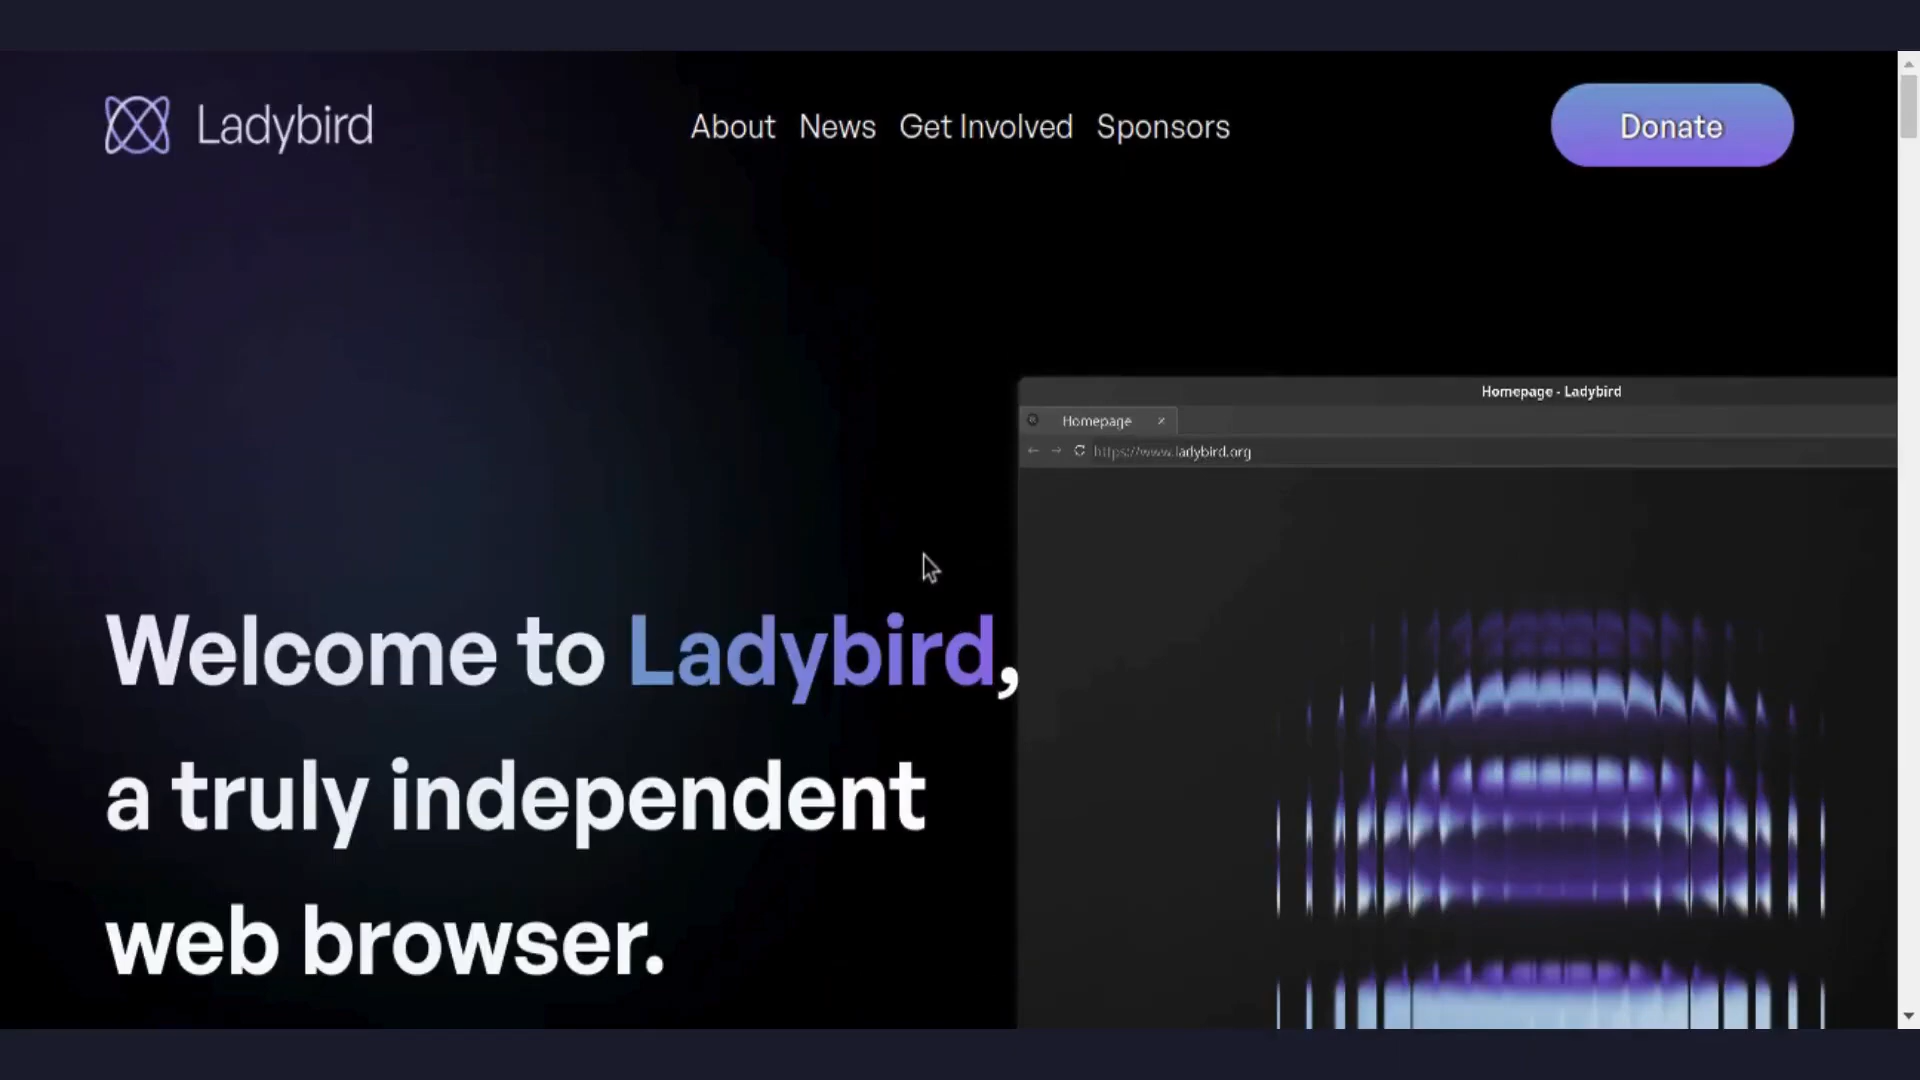 Ladybird
About News Get Involved Sponsors
Donate
Homepage - Ladybird
Homepage
https://www.ladybird.org
Welcome to Ladybird,
a truly independent
web browser.